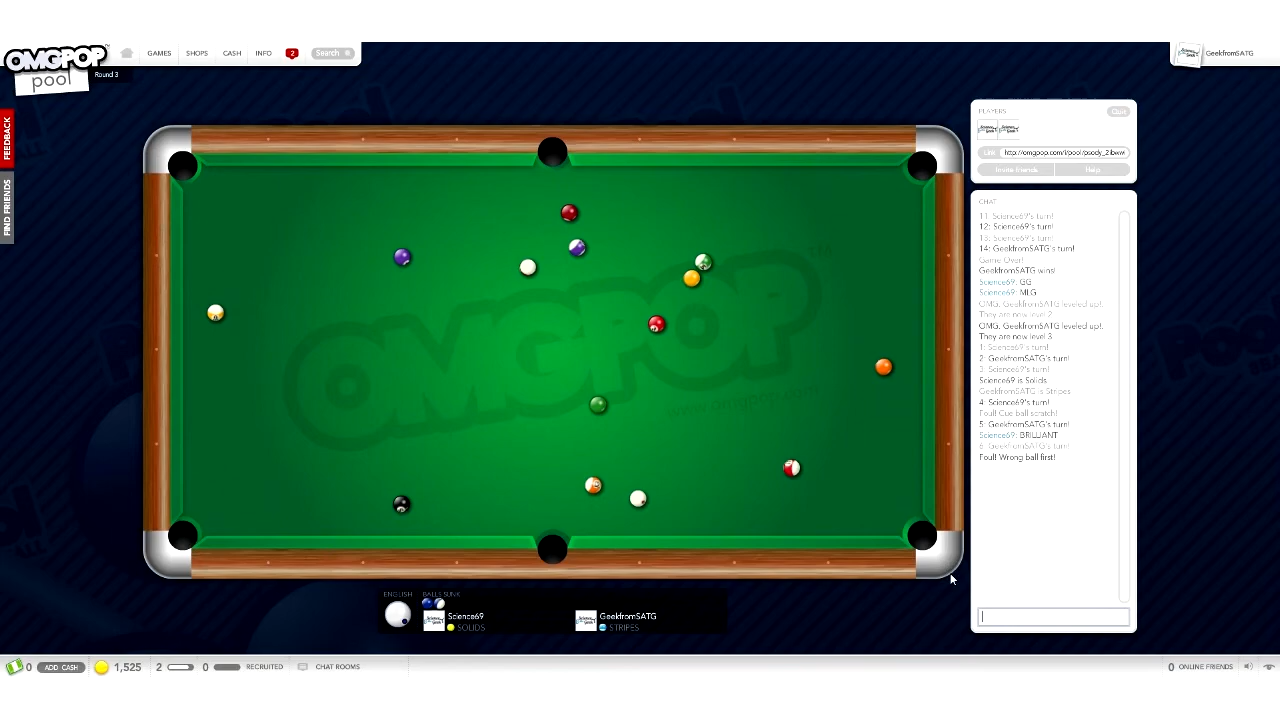 OMGPOP
pool
GAMES
SHOPS
CASH
INFO
2
Search
GeekfromSATG
Round 3
FEEDBACK
FIND FRIENDS
OMGPOP™
www.omgpop.com
PLAYERS
Link
Invite Friends
Help
CHAT
11: Science69's turn!
12: Science69's turn!
13: Science69's turn!
14: GeekfromSATG's turn!
Game Over!
GeekfromSATG wins!
Science69: GG
Science69: MLG
OMG, GeekfromSATG leveled up!.
They are new level 2
OMG, GeekfromSATG leveled up!.
They are new level 3
1: Science69's turn!
2: GeekfromSATG's turn!
3: Science69's turn!
Science69 is Solids
GeekfromSATG is Stripes
4: Science69's turn!
Foul! Cue ball scratch!
5: GeekfromSATG's turn!
Science69: BRILLIANT
6: GeekfromSATG's turn!
Foul! Wrong ball first!
ENGLISH
BALLS SUNK
Science69
SOLIDS
GeekfromSATG
STRIPES
0
ADD CASH
1,525
2
0
RECRUITED
CHAT ROOMS
0 ONLINE FRIENDS